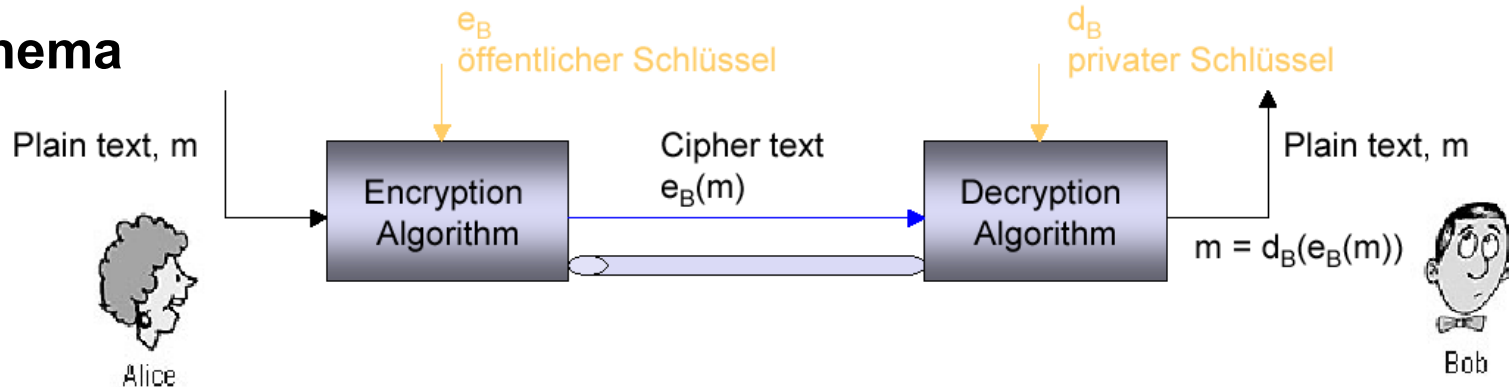 e_B
öffentlicher Schlüssel
d_B
privater Schlüssel
Plain text, m
Encryption
Algorithm
Cipher text
e_B(m)
Decryption
Algorithm
Plain text, m
m = d_B(e_B(m))
Alice
Bob